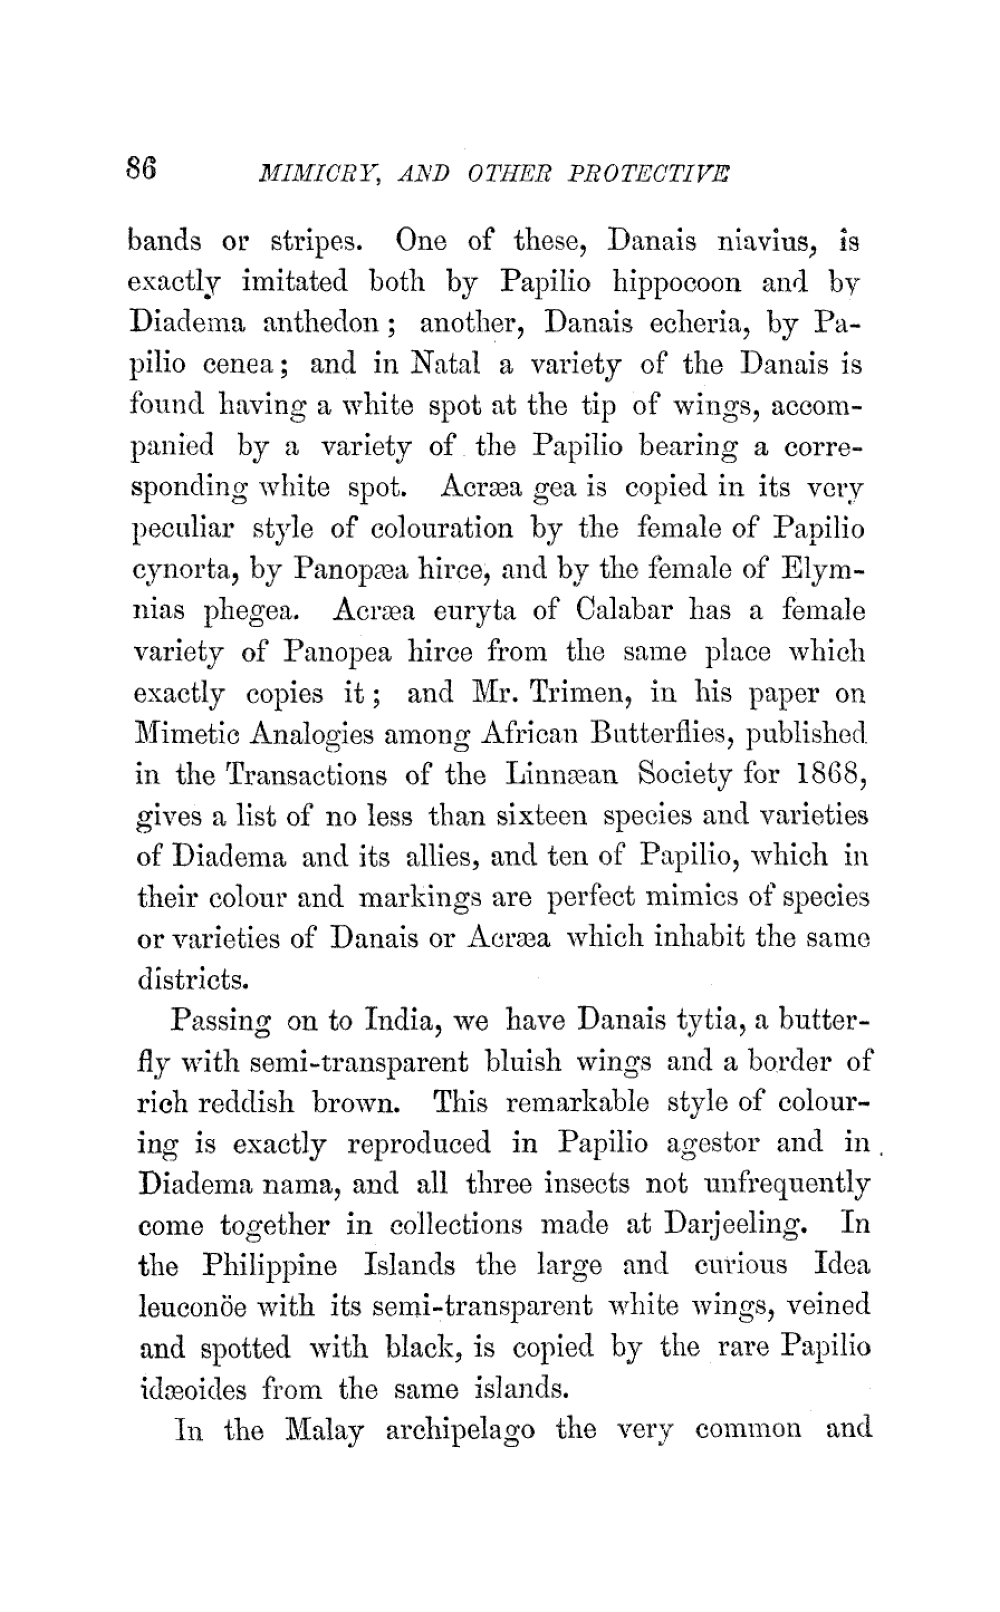 86 MIMICRY, AND OTHER PROTECTIVE
bands or stripes. One of these, Danais niavius, is
exactly imitated both by Papilio hippocoon and by
Diadema anthedon; another, Danais echeria, by Pa-
pilio cenea; and in Natal a variety of the Danais is
found having a white spot at the tip of wings, accom-
panied by a variety of the Papilio bearing a corre-
sponding white spot. Acræa gea is copied in its very
peculiar style of colouration by the female of Papilio
cynorta, by Panopæa hirce, and by the female of Elym-
nias phegea. Acræa euryta of Calabar has a female
variety of Panopea hirce from the same place which
exactly copies it; and Mr. Trimen, in his paper on
Mimetic Analogies among African Butterflies, published
in the Transactions of the Linnæan Society for 1868,
gives a list of no less than sixteen species and varieties
of Diadema and its allies, and ten of Papilio, which in
their colour and markings are perfect mimics of species
or varieties of Danais or Acræa which inhabit the same
districts.
Passing on to India, we have Danais tytia, a butter-
fly with semi-transparent bluish wings and a border of
rich reddish brown. This remarkable style of colour-
ing is exactly reproduced in Papilio agestor and in
Diadema nama, and all three insects not unfrequently
come together in collections made at Darjeeling. In
the Philippine Islands the large and curious Idea
leuconöe with its semi-transparent white wings, veined
and spotted with black, is copied by the rare Papilio
idæoides from the same islands.
In the Malay archipelago the very common and